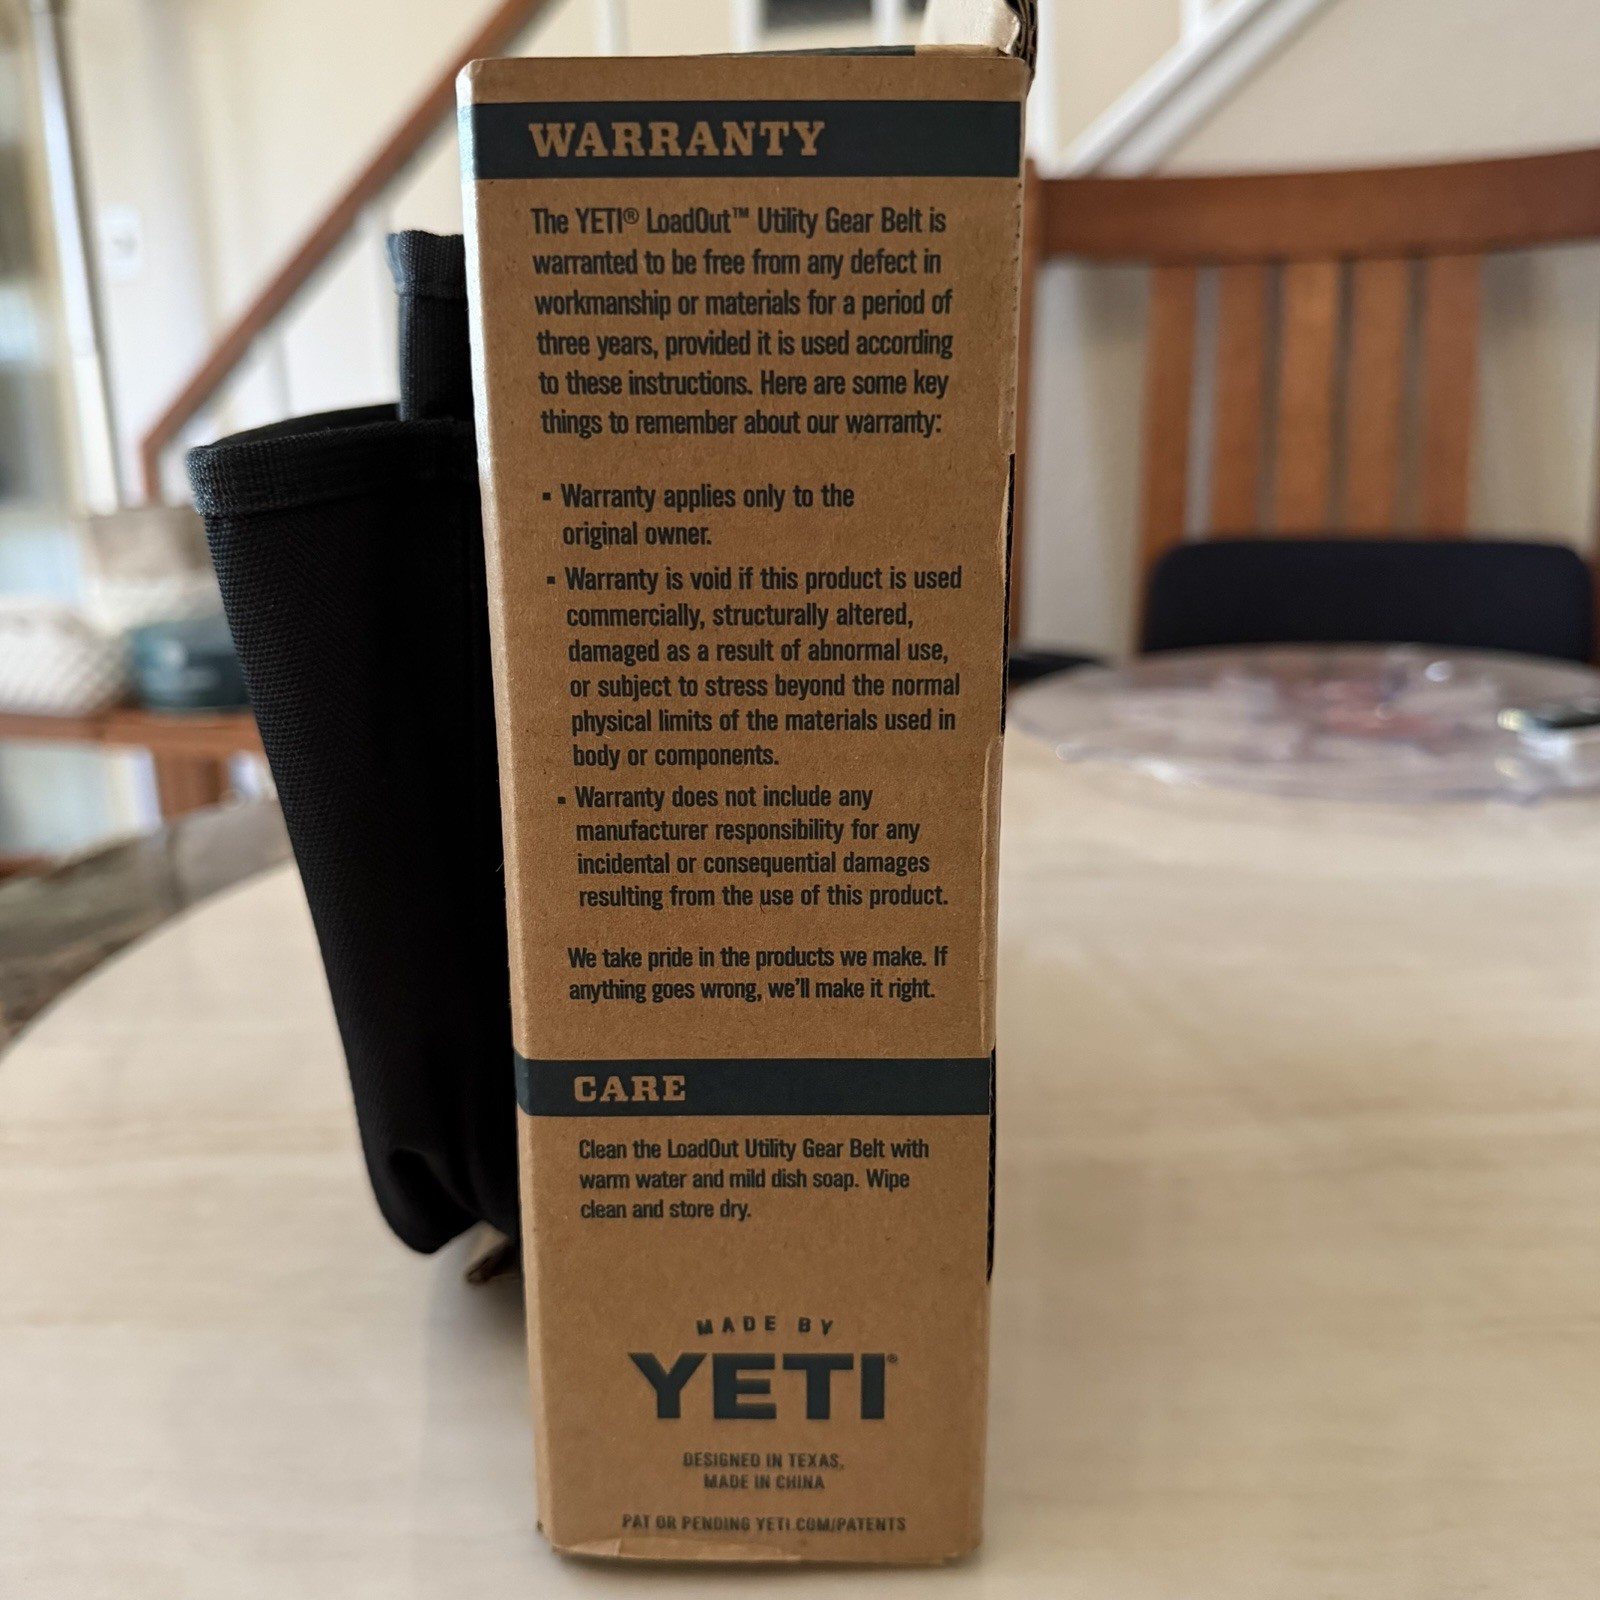 WARRANTY
The YETI® LoadOut™ Utility Gear Belt is
warranted to be free from any defect in
workmanship or materials for a period of
three years, provided it is used according
to these instructions. Here are some key
things to remember about our warranty:
▪ Warranty applies only to the
original owner.
▪ Warranty is void if this product is used
commercially, structurally altered,
damaged as a result of abnormal use,
or subject to stress beyond the normal
physical limits of the materials used in
body or components.
▪ Warranty does not include any
manufacturer responsibility for any
incidental or consequential damages
resulting from the use of this product.
We take pride in the products we make. If
anything goes wrong, we'll make it right.
CARE
Clean the LoadOut Utility Gear Belt with
warm water and mild dish soap. Wipe
clean and store dry.
MADE BY
YETI®
DESIGNED IN TEXAS,
MADE IN CHINA
PAT OR PENDING YETI.COM/PATENTS